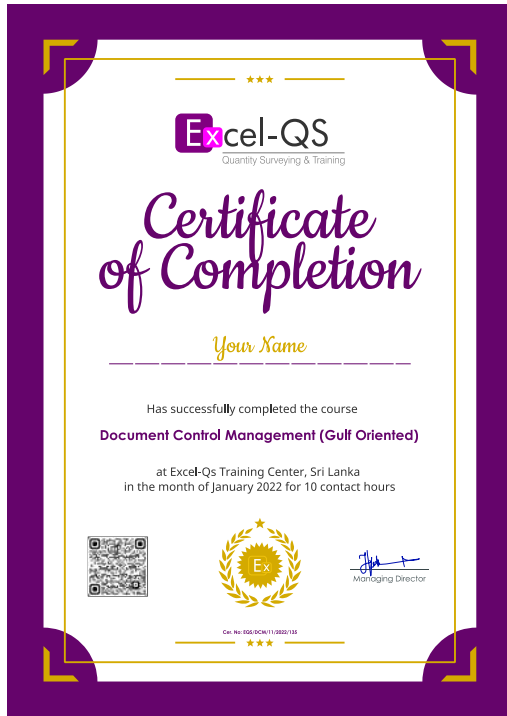 Excel-QS
Quantity Surveying & Training
Certificate
of Completion
Your Name
Has successfully completed the course
Document Control Management (Gulf Oriented)
at Excel-Qs Training Center, Sri Lanka
in the month of January 2022 for 10 contact hours
Ex
Managing Director
Cer. No: EQS/DCM/11/2022/135